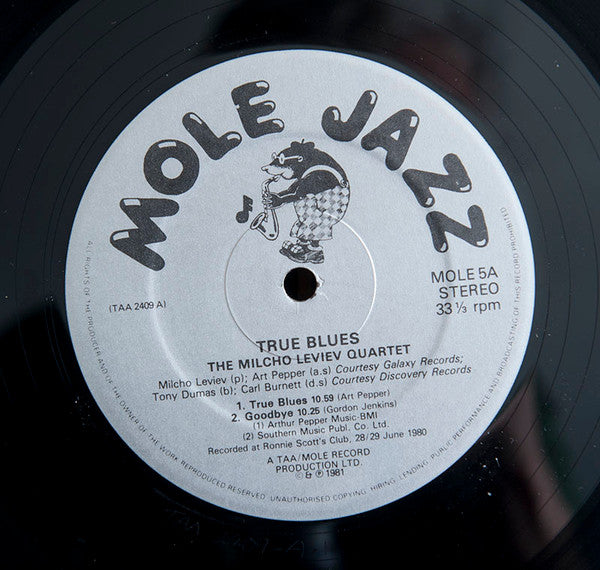 MOLE JAZZ
(TAA 2409 A)
MOLE 5A
STEREO
33 ⅓ rpm
TRUE BLUES
THE MILCHO LEVIEV QUARTET
Milcho Leviev (p); Art Pepper (a.s) Courtesy Galaxy Records;
Tony Dumas (b); Carl Burnett (d.s) Courtesy Discovery Records
1. True Blues 10.59 (Art Pepper)
2. Goodbye 10.25 (Gordon Jenkins)
(1) Arthur Pepper Music-BMI
(2) Southern Music Publ. Co. Ltd.
Recorded at Ronnie Scott's Club, 28/29 June 1980
A TAA/MOLE RECORD
PRODUCTION LTD.
© & ℗ 1981
ALL RIGHTS OF THE PRODUCER AND OF THE OWNER OF THE WORK REPRODUCED RESERVED. UNAUTHORISED COPYING, HIRING, LENDING, PUBLIC PERFORMANCE AND BROADCASTING OF THIS RECORD PROHIBITED